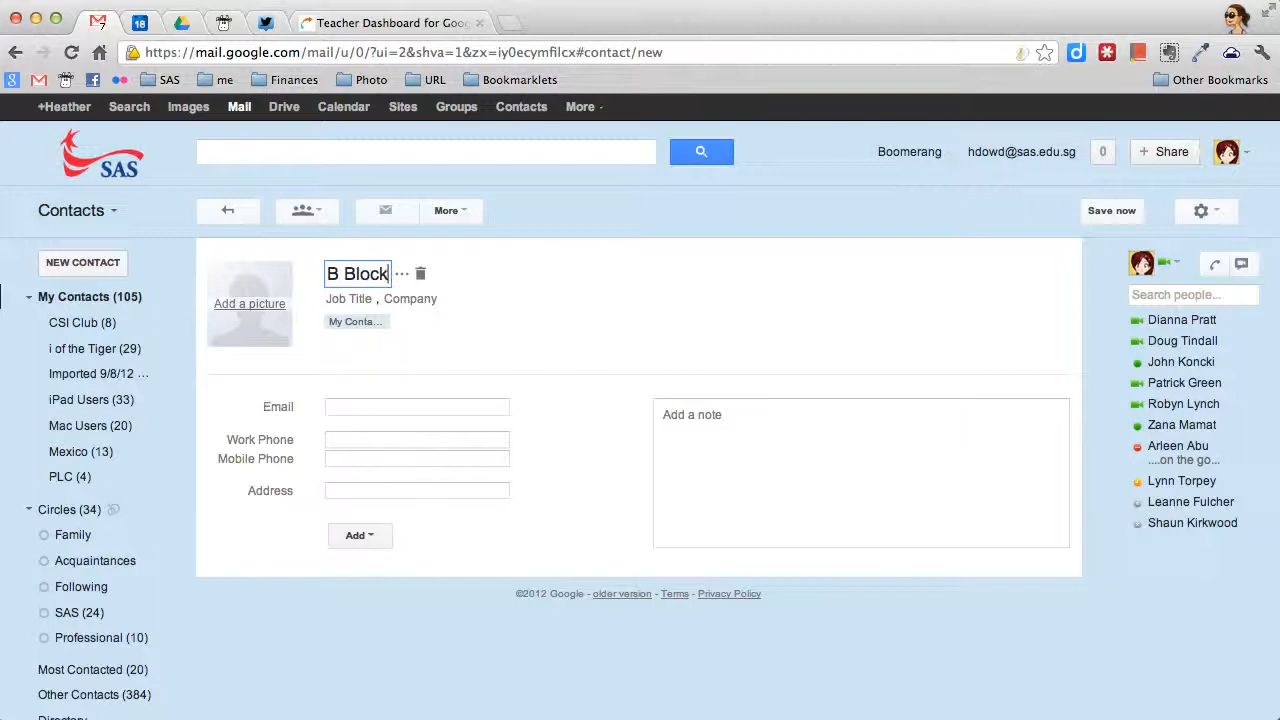 Teacher Dashboard for Goo
https://mail.google.com/mail/u/0/?ui=2&shva=1&zx=iy0ecymfilcx#contact/new
SAS
me
Finances
Photo
URL
Bookmarklets
Other Bookmarks
+Heather
Search
Images
Mail
Drive
Calendar
Sites
Groups
Contacts
More
SAS
Boomerang
hdowd@sas.edu.sg
0
+ Share
Contacts
More
Save now
NEW CONTACT
My Contacts (105)
CSI Club (8)
i of the Tiger (29)
Imported 9/8/12 ...
iPad Users (33)
Mac Users (20)
Mexico (13)
PLC (4)
Circles (34)
Family
Acquaintances
Following
SAS (24)
Professional (10)
Most Contacted (20)
Other Contacts (384)
Directory
Add a picture
B Block
Job Title , Company
My Conta...
Email
Work Phone
Mobile Phone
Address
Add
Add a note
©2012 Google - older version - Terms - Privacy Policy
Search people...
Dianna Pratt
Doug Tindall
John Koncki
Patrick Green
Robyn Lynch
Zana Mamat
Arleen Abu
....on the go...
Lynn Torpey
Leanne Fulcher
Shaun Kirkwood